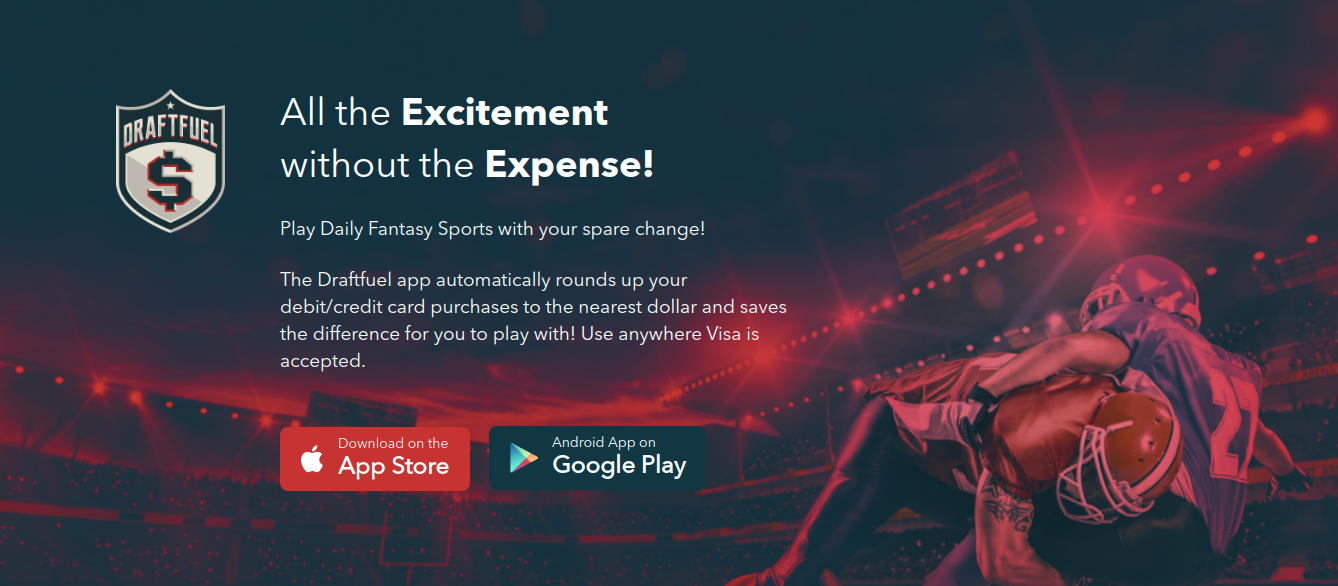 DRAFTFUEL
$
All the Excitement
without the Expense!
Play Daily Fantasy Sports with your spare change!
The Draftfuel app automatically rounds up your
debit/credit card purchases to the nearest dollar and saves
the difference for you to play with! Use anywhere Visa is
accepted.
Download on the
App Store
Android App on
Google Play
SPORT ARENA